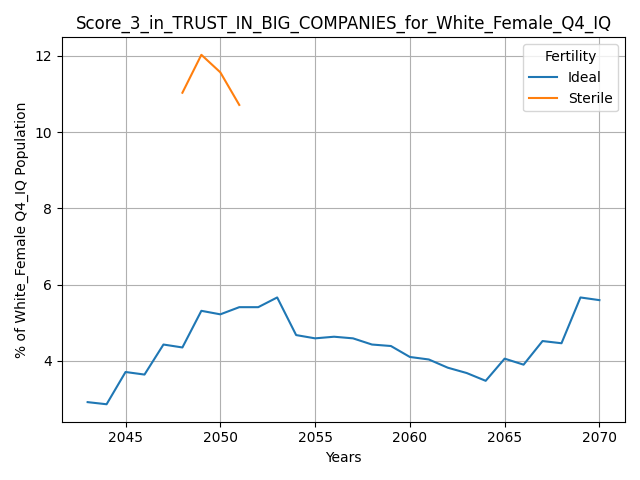 Score_3_in_TRUST_IN_BIG_COMPANIES_for_White_Female_Q4_IQ
Fertility
Ideal
Sterile
% of White_Female Q4_IQ Population
12
10
8
6
4
2045 2050 2055 2060 2065 2070
Years